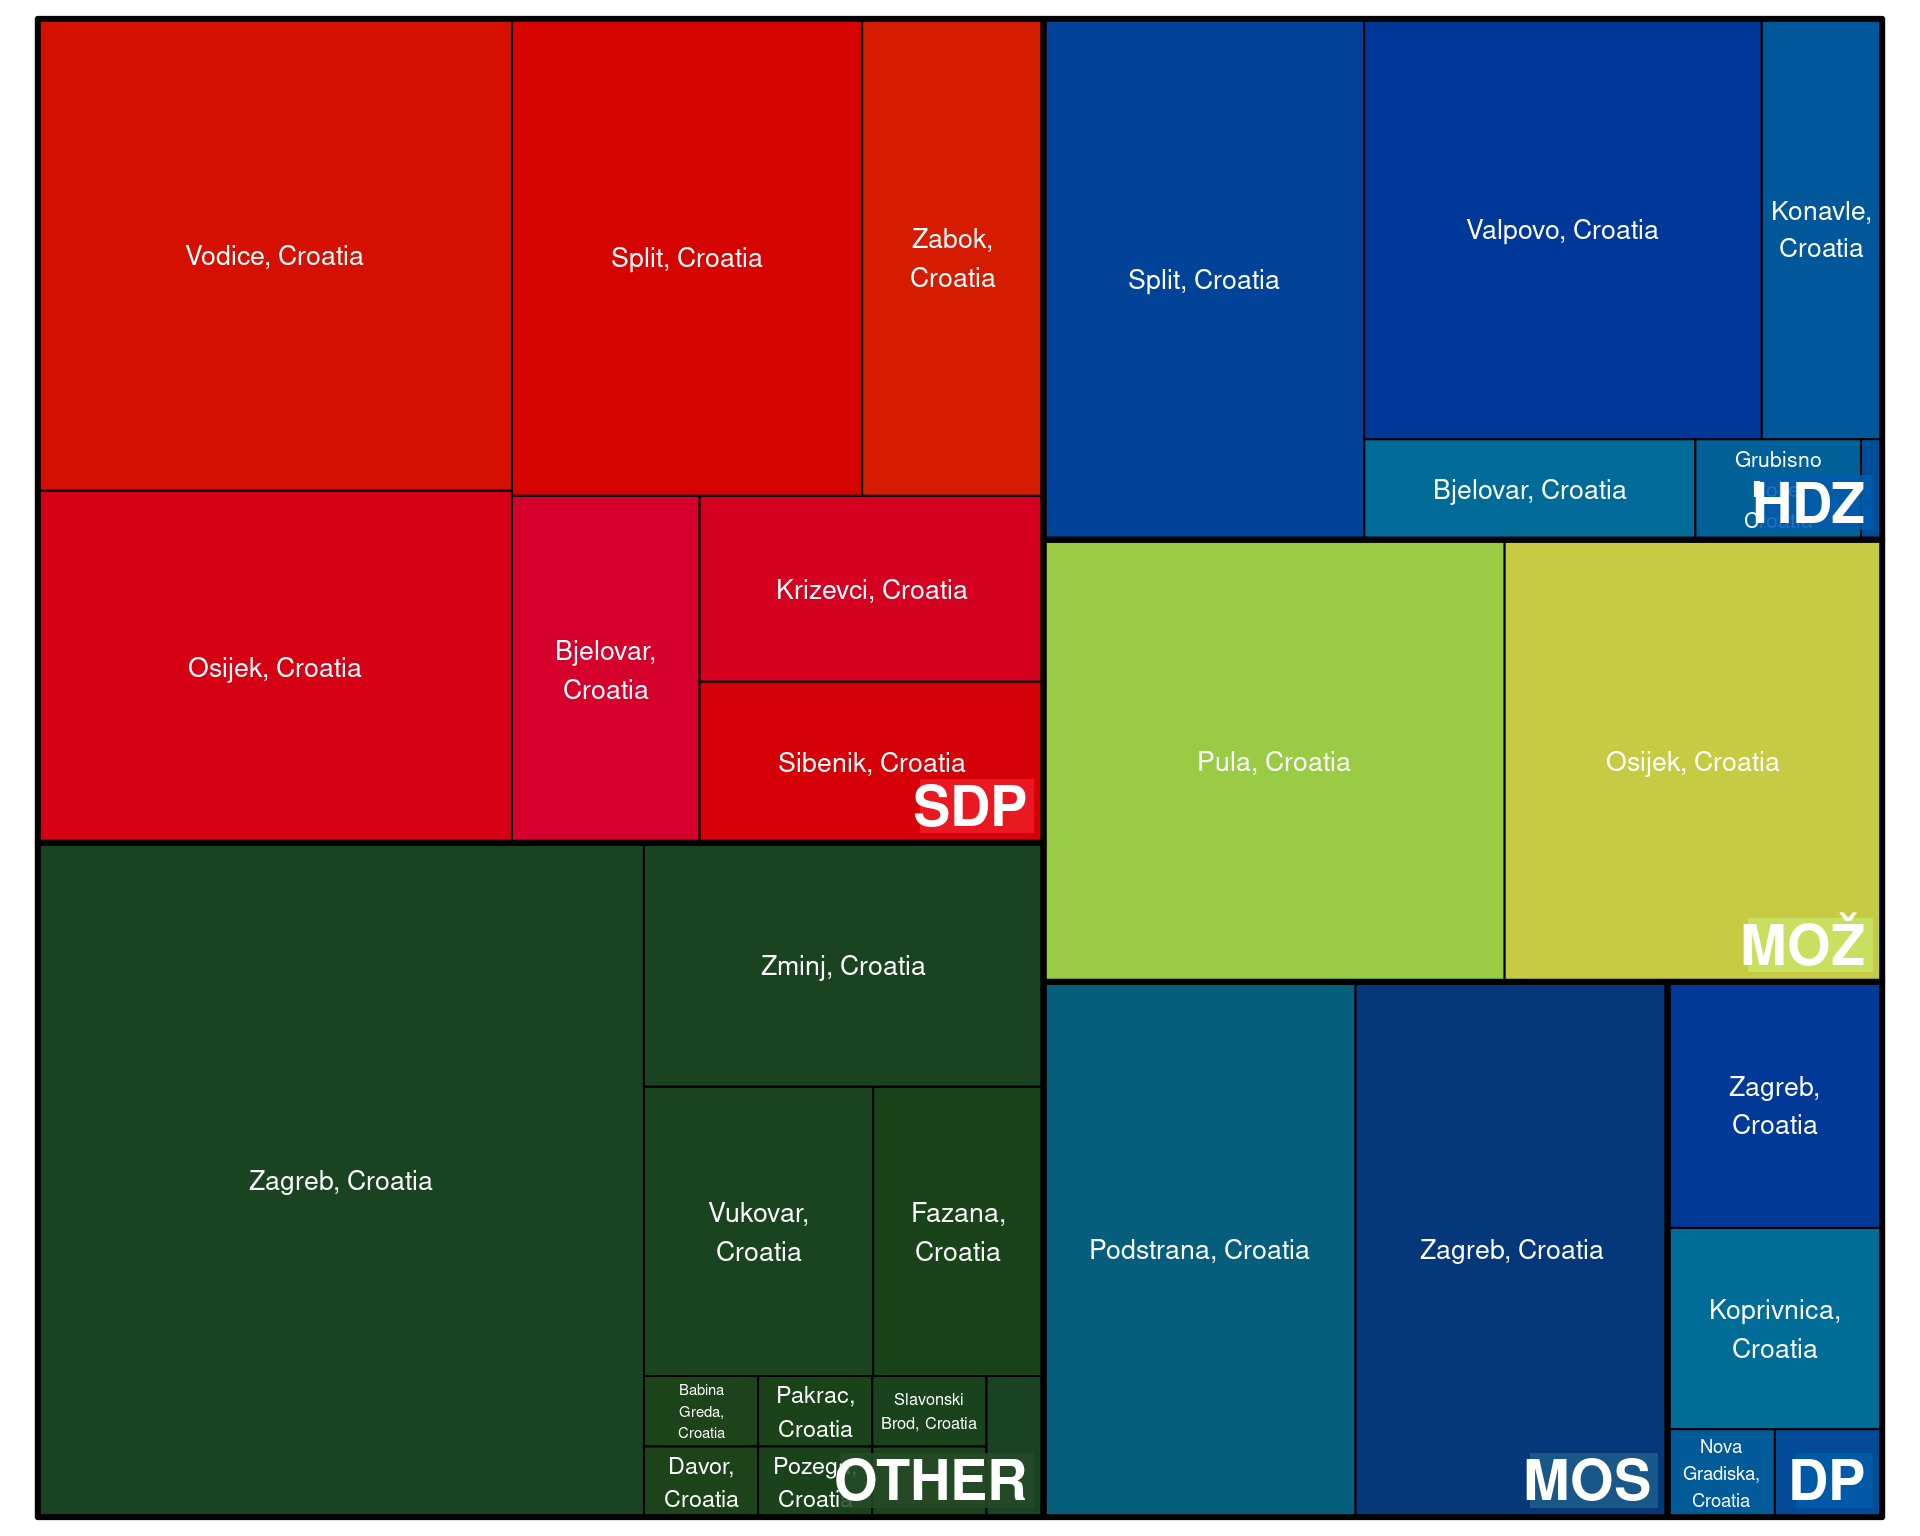 Vodice, Croatia
Split, Croatia
Zabok,
Croatia
Osijek, Croatia
Bjelovar,
Croatia
Krizevci, Croatia
Sibenik, Croatia
SDP
Split, Croatia
Valpovo, Croatia
Konavle,
Croatia
Bjelovar, Croatia
Grubisno
Croatia
HDZ
Pula, Croatia
Osijek, Croatia
MOŽ
Zagreb, Croatia
Zminj, Croatia
Vukovar,
Croatia
Fazana,
Croatia
Babina
Greda,
Croatia
Pakrac,
Croatia
Slavonski
Brod, Croatia
Davor,
Croatia
Pozega,
Croatia
OTHER
Podstrana, Croatia
Zagreb, Croatia
MOS
Zagreb,
Croatia
Koprivnica,
Croatia
Nova
Gradiska,
Croatia
DP